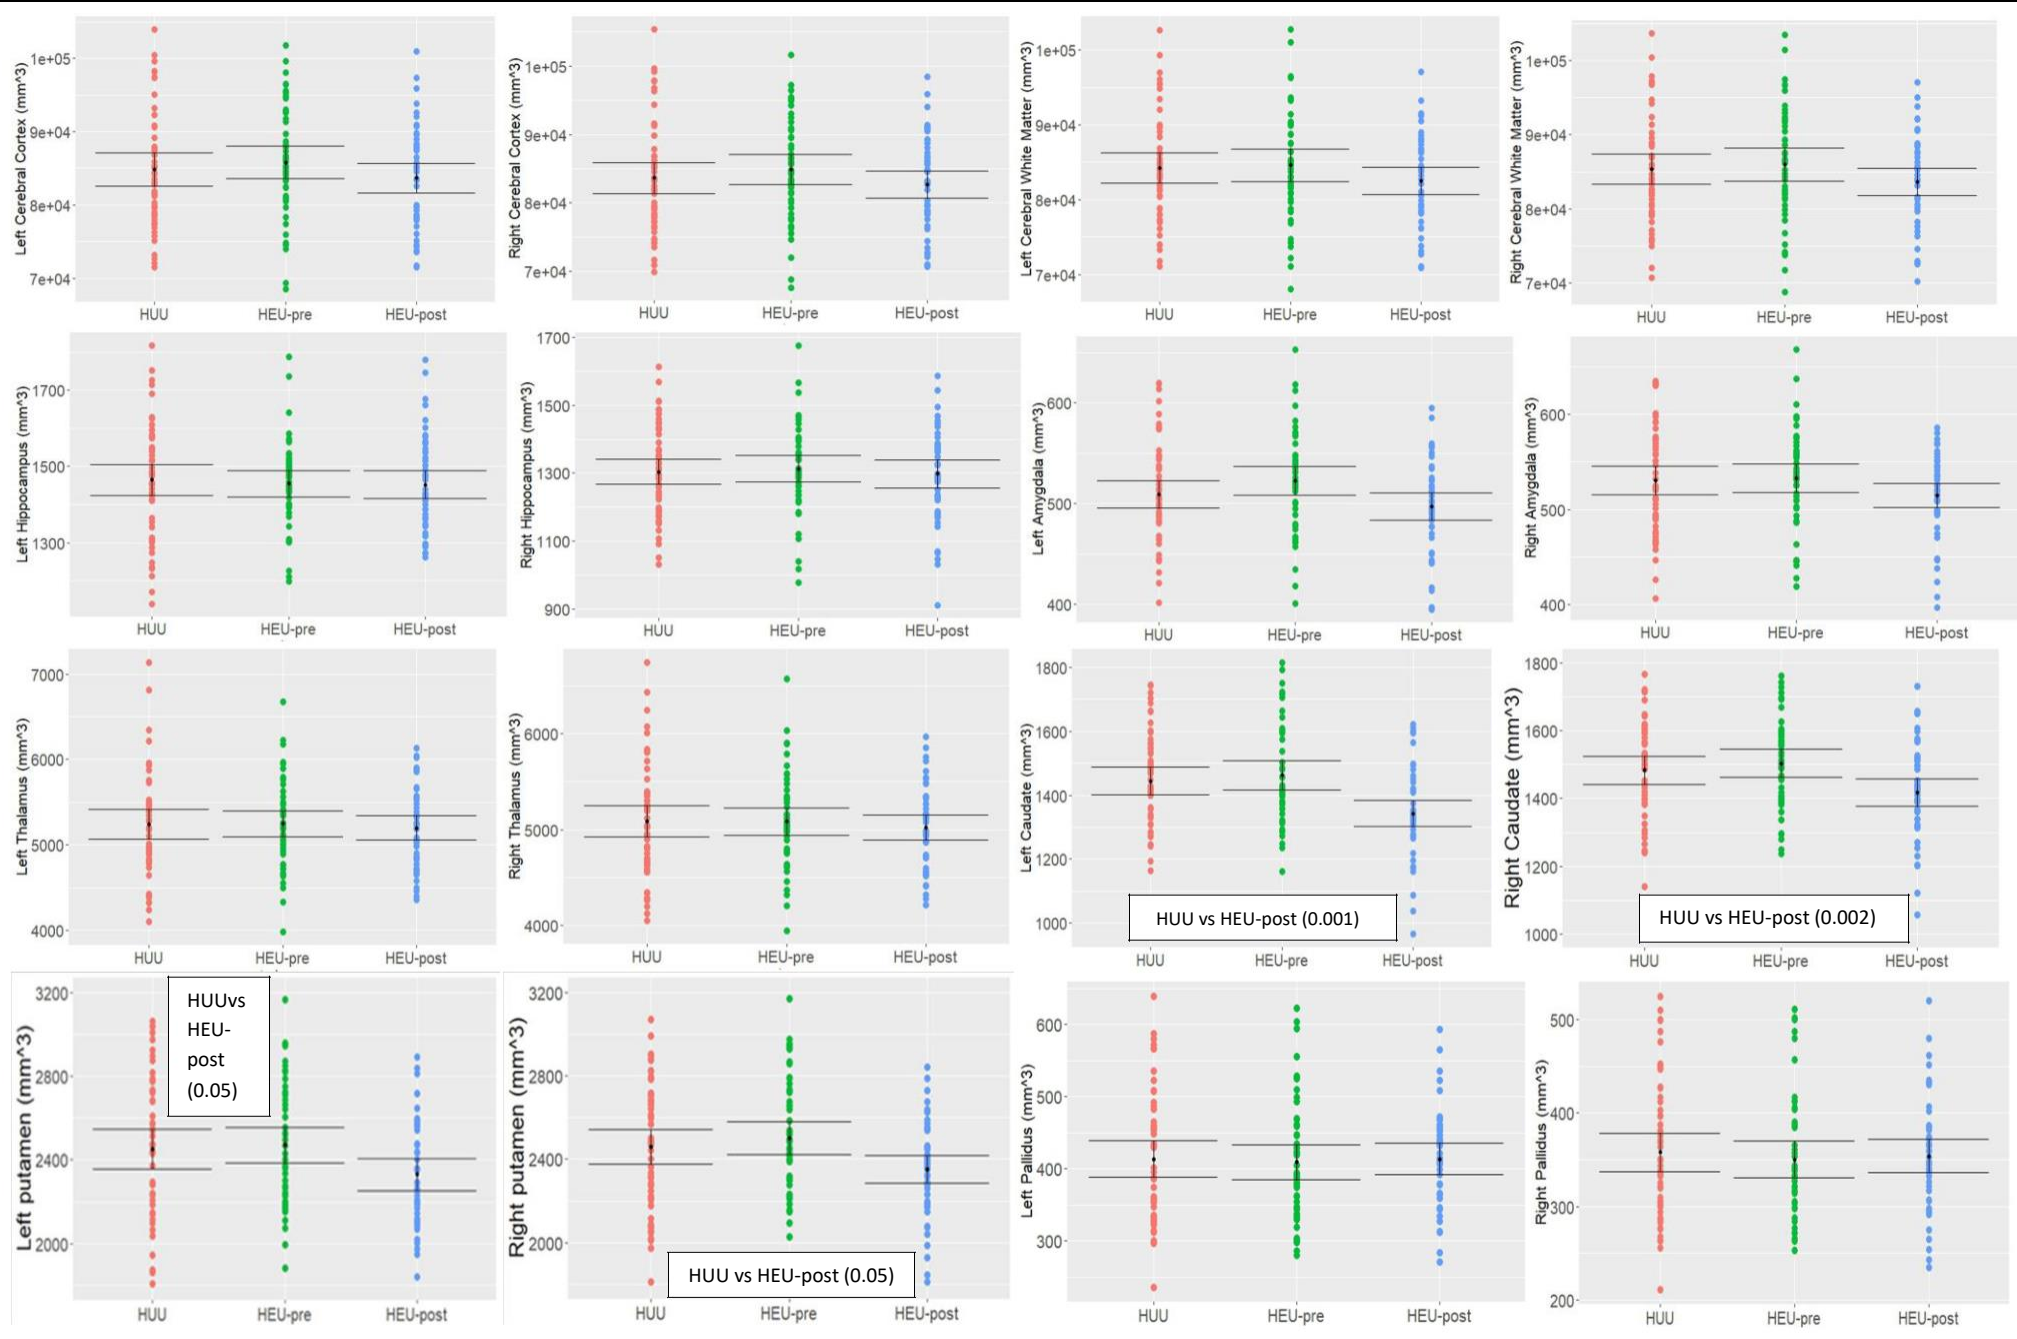 Left Cerebral Cortex (mm^3)
1e+05
9e+04
8e+04
7e+04
HUU HEU-pre HEU-post
Right Cerebral Cortex (mm^3)
1e+05
9e+04
8e+04
7e+04
HUU HEU-pre HEU-post
Left Cerebral White Matter (mm^3)
1e+05
9e+04
8e+04
7e+04
HUU HEU-pre HEU-post
Right Cerebral White Matter (mm^3)
1e+05
9e+04
8e+04
7e+04
HUU HEU-pre HEU-post
Left Hippocampus (mm^3)
1700
1500
1300
HUU HEU-pre HEU-post
Right Hippocampus (mm^3)
1700
1500
1300
1100
900
HUU HEU-pre HEU-post
Left Amygdala (mm^3)
600
500
400
HUU HEU-pre HEU-post
Right Amygdala (mm^3)
600
500
400
HUU HEU-pre HEU-post
Left Thalamus (mm^3)
7000
6000
5000
4000
HUU HEU-pre HEU-post
Right Thalamus (mm^3)
6000
5000
4000
HUU HEU-pre HEU-post
Left Caudate (mm^3)
1800
1600
1400
1200
1000
HUU vs HEU-post (0.001)
HUU HEU-pre HEU-post
Right Caudate (mm^3)
1800
1600
1400
1200
1000
HUU vs HEU-post (0.002)
HUU HEU-pre HEU-post
Left putamen (mm^3)
3200
2800
2400
2000
HUUvs
HEU-
post
(0.05)
HUU HEU-pre HEU-post
Right putamen (mm^3)
3200
2800
2400
2000
HUU vs HEU-post (0.05)
HUU HEU-pre HEU-post
Left Pallidus (mm^3)
600
500
400
300
HUU HEU-pre HEU-post
Right Pallidus (mm^3)
500
400
300
200
HUU HEU-pre HEU-post